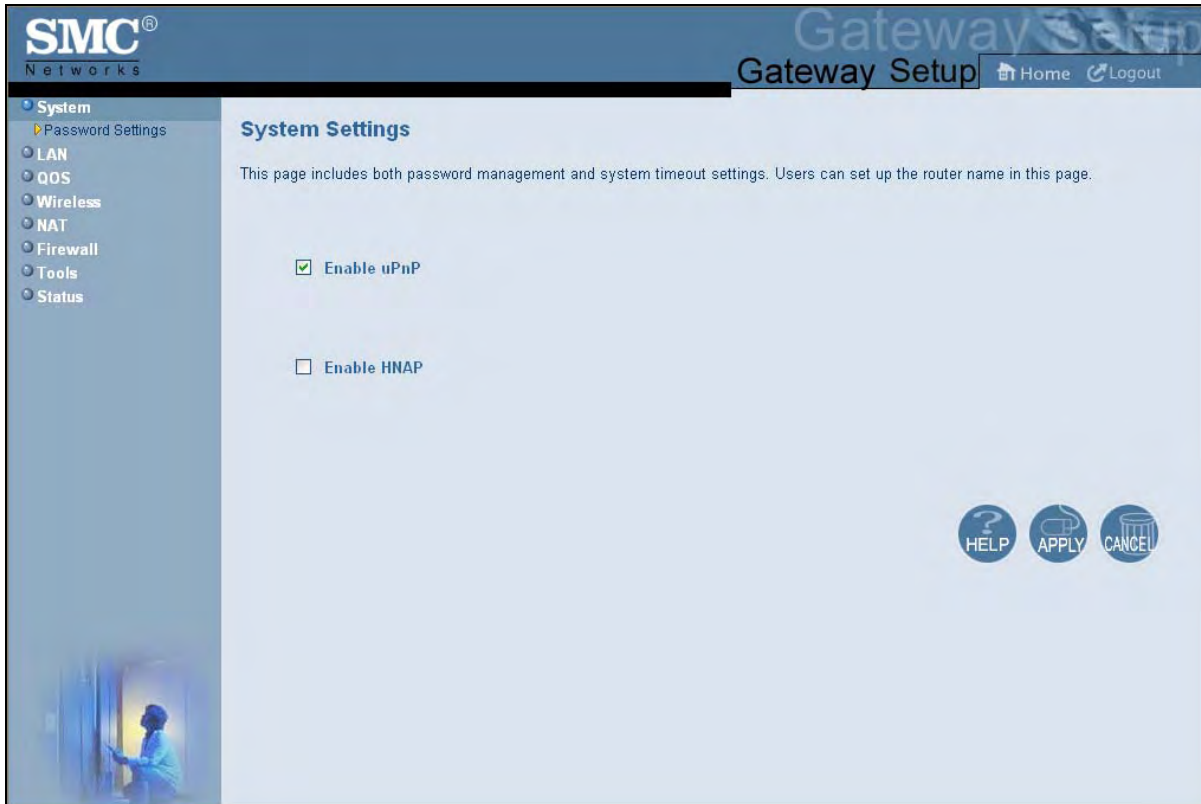 SMC®
Networks
Gateway Setup
Gateway Setup
Home
Logout
System
Password Settings
LAN
QOS
Wireless
NAT
Firewall
Tools
Status
System Settings
This page includes both password management and system timeout settings. Users can set up the router name in this page.
Enable uPnP
Enable HNAP
HELP
APPLY
CANCEL